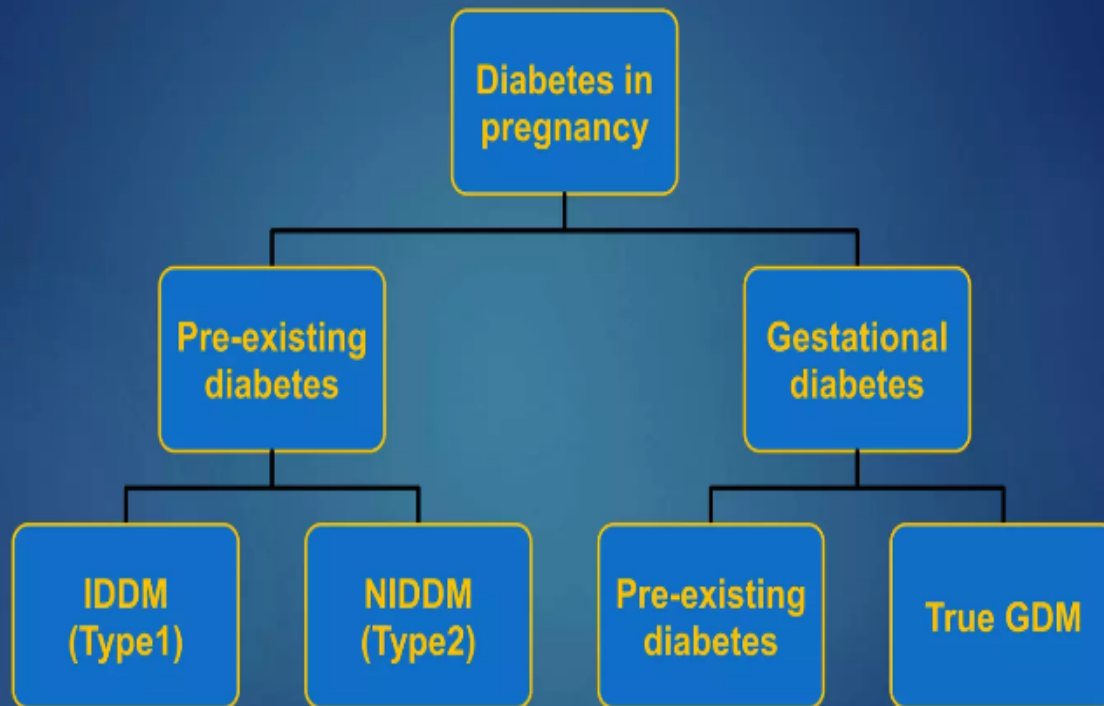 Diabetes in
pregnancy
Pre-existing
diabetes
Gestational
diabetes
IDDM
(Type1)
NIDDM
(Type2)
Pre-existing
diabetes
True GDM